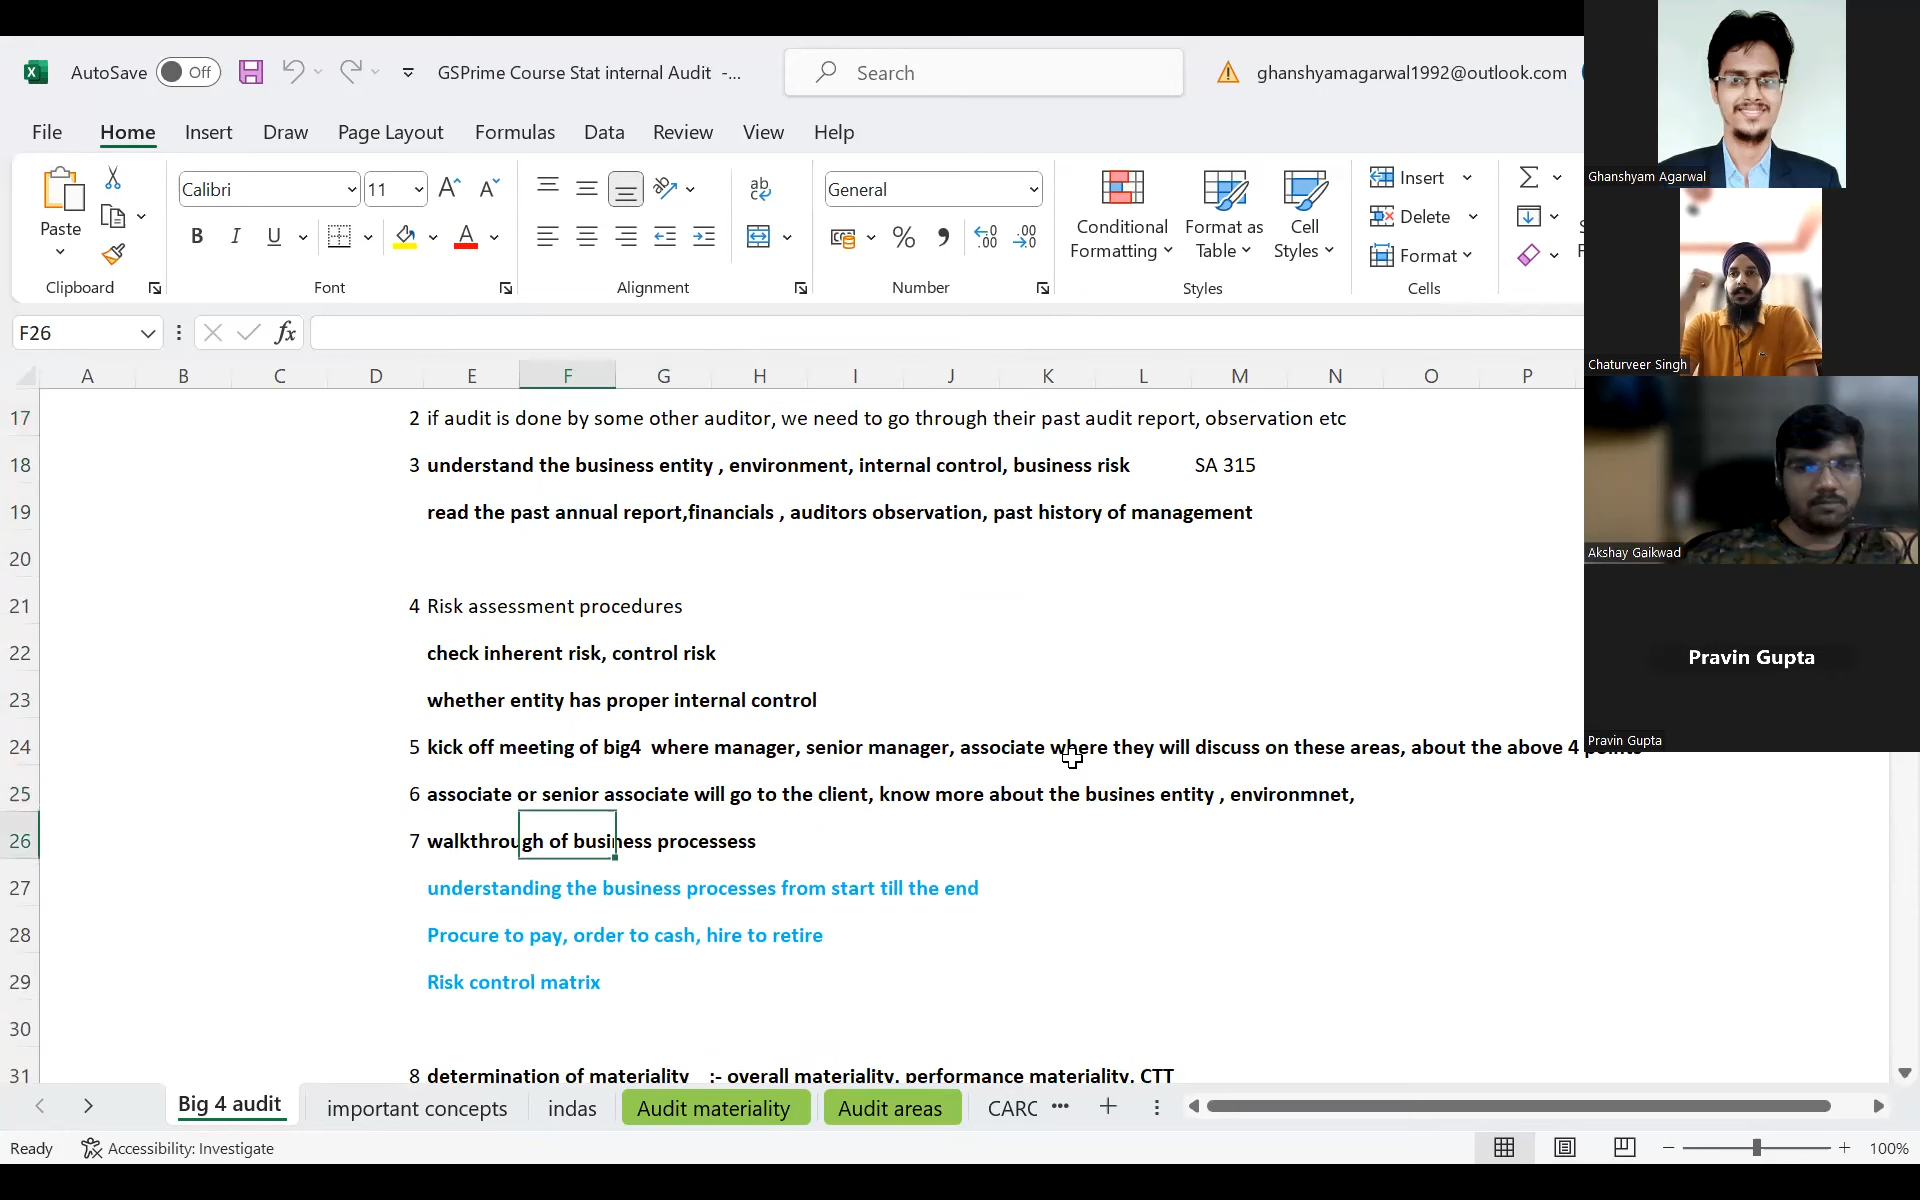 AutoSave Off GSPrime Course Stat internal Audit -... Search ghanshyamagarwal1992@outlook.com
File Home Insert Draw Page Layout Formulas Data Review View Help
Calibri 11 General Insert
Paste Conditional Formatting Format as Table Cell Styles Delete
Format
Clipboard Font Alignment Number Styles Cells
F26 fx
A B C D E F G H I J K L M N O P
17 2 if audit is done by some other auditor, we need to go through their past audit report, observation etc
18 3 understand the business entity , environment, internal control, business risk SA 315
19 read the past annual report,financials , auditors observation, past history of management
20
21 4 Risk assessment procedures
22 check inherent risk, control risk
23 whether entity has proper internal control
24 5 kick off meeting of big4 where manager, senior manager, associate where they will discuss on these areas, about the above 4 points
25 6 associate or senior associate will go to the client, know more about the busines entity , environmnet,
26 7 walkthrough of business processess
27 understanding the business processes from start till the end
28 Procure to pay, order to cash, hire to retire
29 Risk control matrix
30
31 8 determination of materiality :- overall materiality, performance materiality, CTT
Big 4 audit important concepts indas Audit materiality Audit areas CARC ...
Ready Accessibility: Investigate 100%
Ghanshyam Agarwal
Chaturveer Singh
Akshay Gaikwad
Pravin Gupta
Pravin Gupta